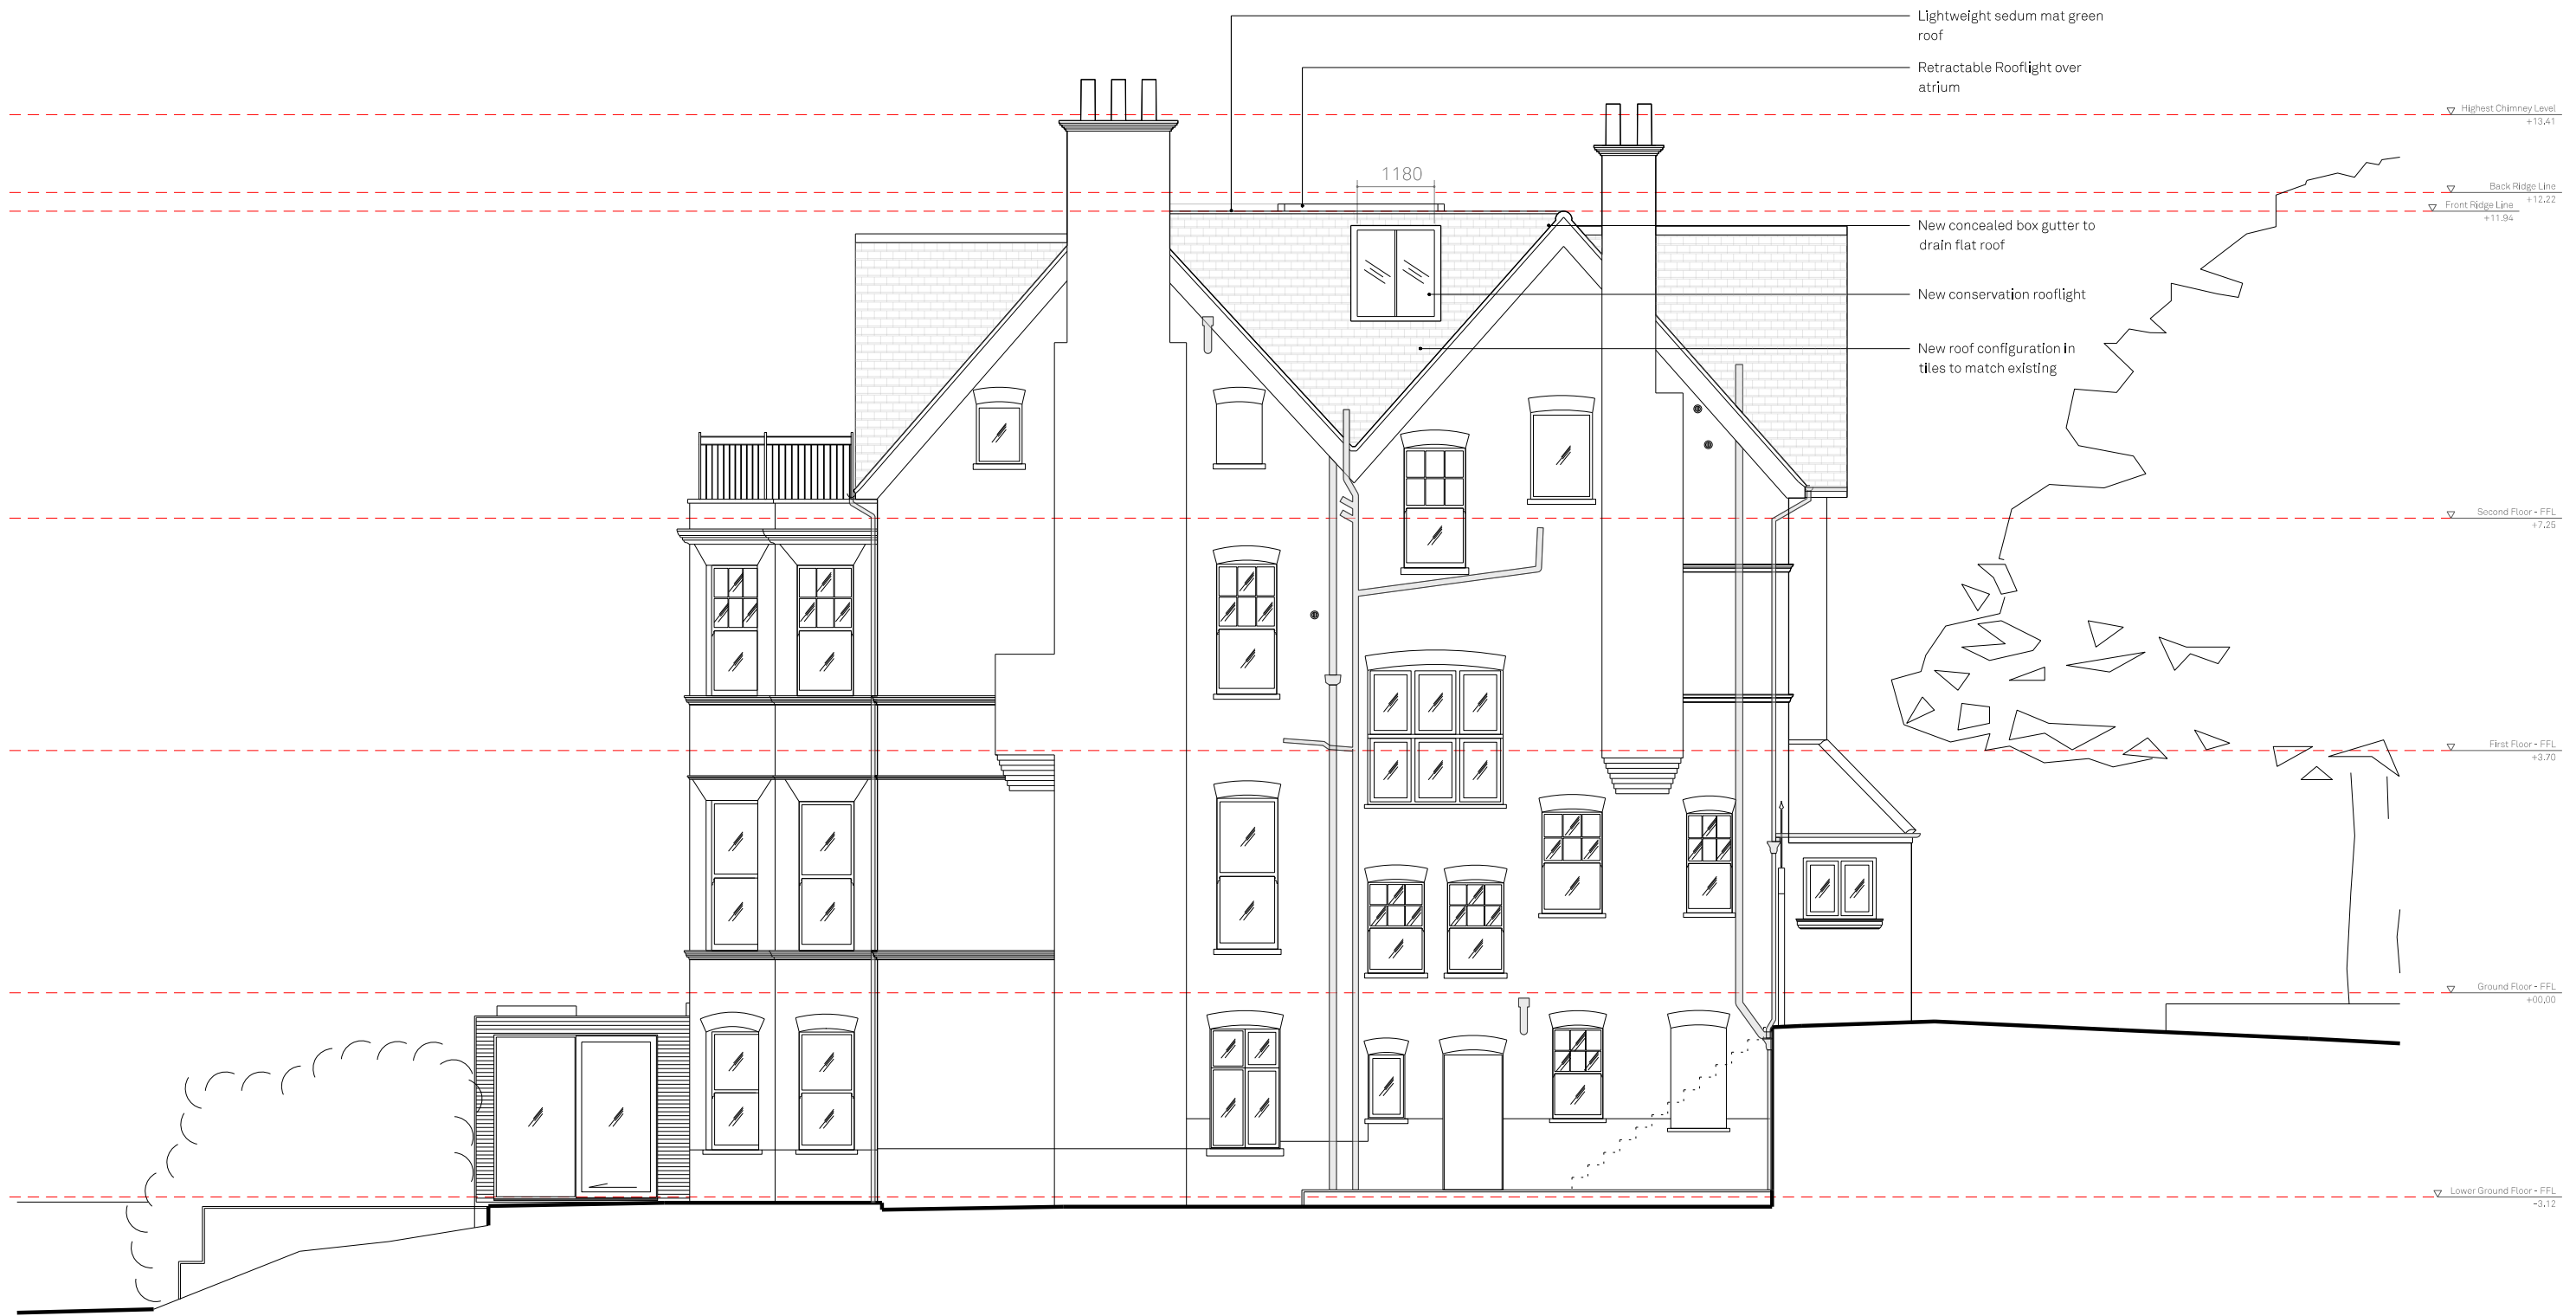 Lightweight sedum mat green
roof
Retractable Rooflight over
atrium
Highest Chimney Level
+13.41
1180
Back Ridge Line
+12.22
Front Ridge Line
+11.94
New concealed box gutter to
drain flat roof
New conservation rooflight
New roof configuration in
tiles to match existing
Second Floor - FFL
+7.25
First Floor - FFL
+3.70
Ground Floor - FFL
+00.00
Lower Ground Floor - FFL
-3.12